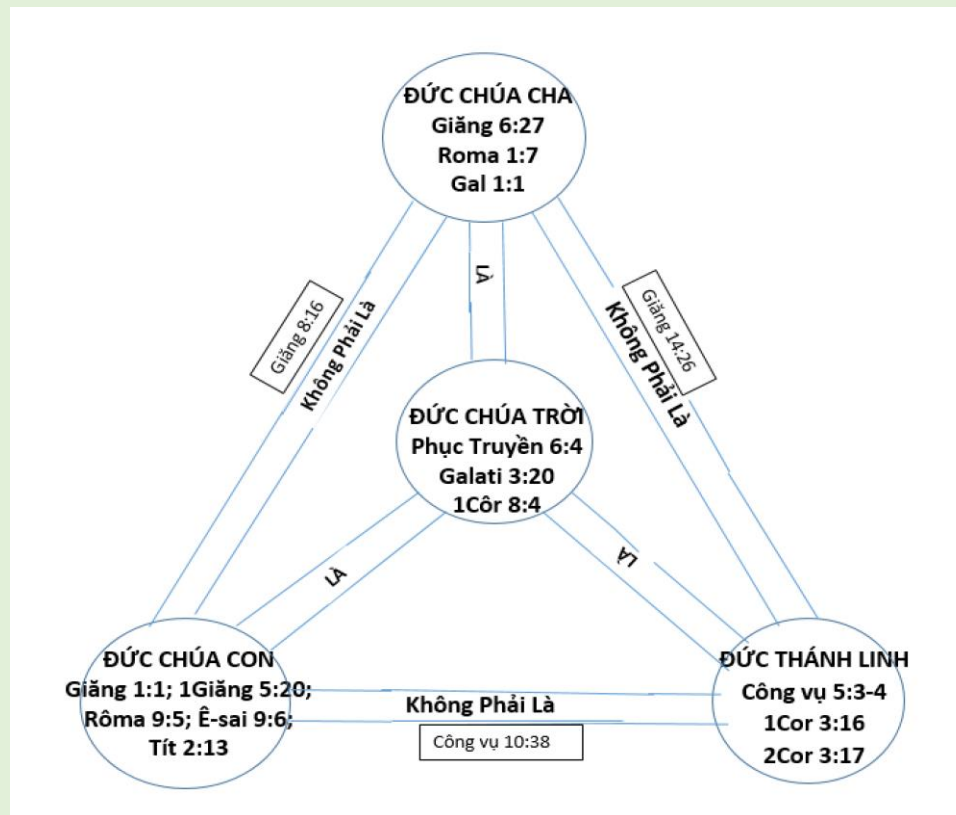 ĐỨC CHÚA CHA
Giăng 6:27
Roma 1:7
Gal 1:1
LÀ
Giăng 8:16
Không Phải Là
Giăng 14:26
Không Phải Là
ĐỨC CHÚA TRỜI
Phục Truyền 6:4
Galati 3:20
1Côr 8:4
LÀ
LÀ
ĐỨC CHÚA CON
Giăng 1:1; 1Giăng 5:20;
Rôma 9:5; Ê-sai 9:6;
Tít 2:13
Không Phải Là
Công vụ 10:38
ĐỨC THÁNH LINH
Công vụ 5:3-4
1Cor 3:16
2Cor 3:17